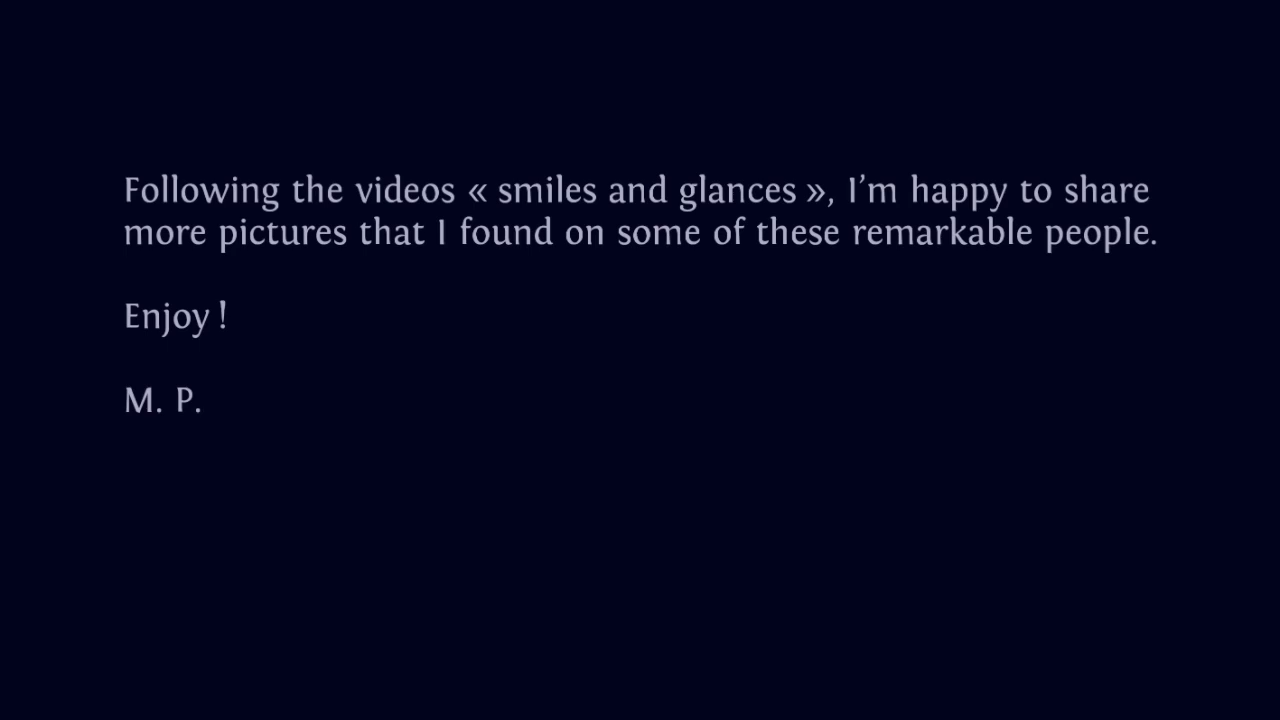 Following the videos « smiles and glances », I’m happy to share
more pictures that I found on some of these remarkable people.
Enjoy !
M. P.